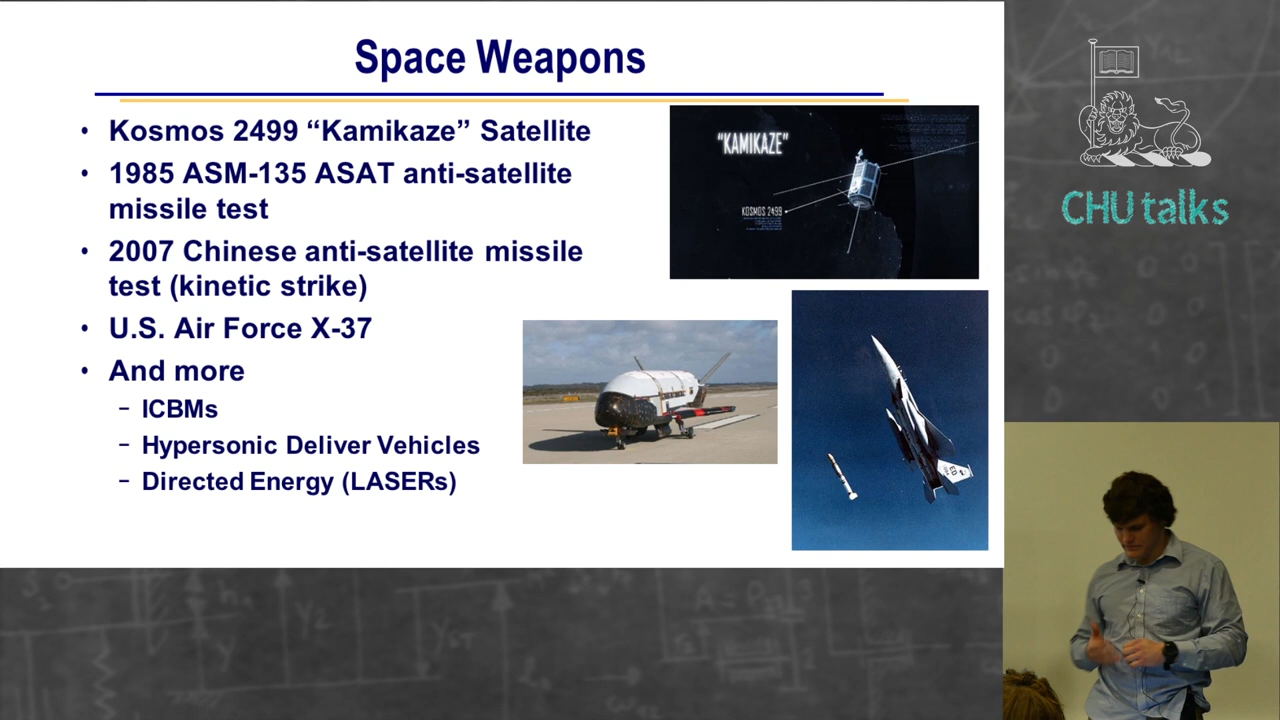 Space Weapons
• Kosmos 2499 “Kamikaze” Satellite
• 1985 ASM-135 ASAT anti-satellite
missile test
• 2007 Chinese anti-satellite missile
test (kinetic strike)
• U.S. Air Force X-37
• And more
– ICBMs
– Hypersonic Deliver Vehicles
– Directed Energy (LASERs)
“KAMIKAZE”
KOSMOS 2499
ED
CHU talks